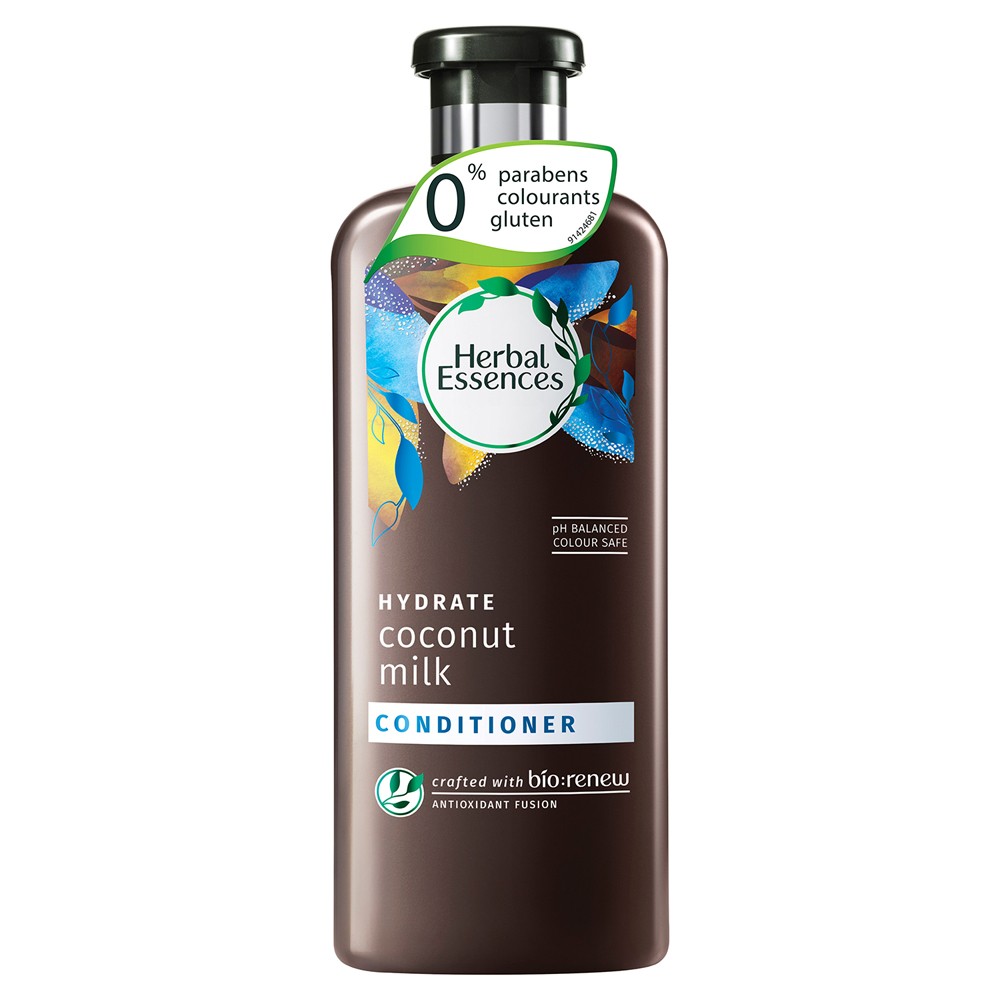 0% parabens
colourants
gluten
91424681
Herbal
Essences
pH BALANCED
COLOUR SAFE
HYDRATE
coconut
milk
CONDITIONER
crafted with bio:renew
ANTIOXIDANT FUSION